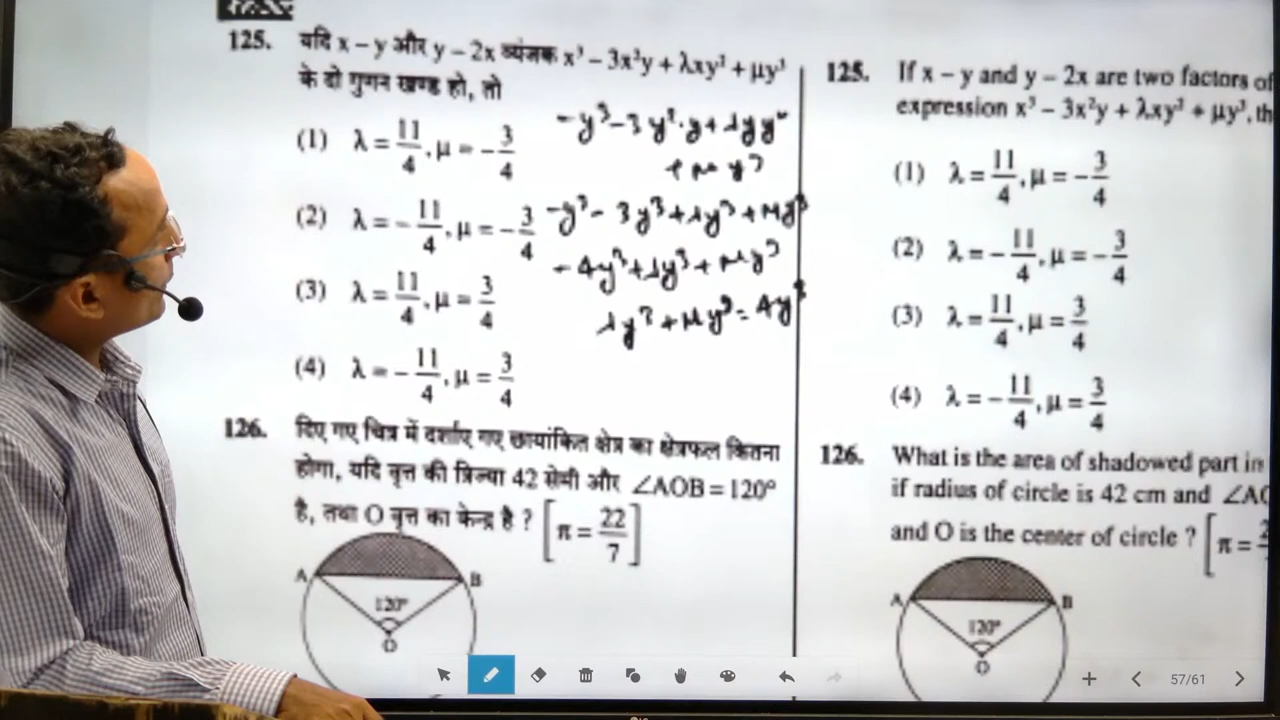 125. यदि x – y और y – 2x व्यंजक x³ – 3x²y + λxy² + μy³
के दो गुणन खण्ड हो, तो
(1) λ = 11/4, μ = –3/4
(2) λ = –11/4, μ = –3/4
(3) λ = 11/4, μ = 3/4
(4) λ = –11/4, μ = 3/4
-y³-3y²·y+λyy²
+μy³
-y³-3y³+λy³+μy³
-4y³+λy³+μy³
λy³+μy³=4y³
126. दिए गए चित्र में दर्शाए गए छायांकित क्षेत्र का क्षेत्रफल कितना
होगा, यदि वृत्त की त्रिज्या 42 सेमी और ∠AOB = 120°
है, तथा O वृत्त का केन्द्र है ? [π = 22/7]
A B
120°
O
125. If x – y and y – 2x are two factors of
expression x³ – 3x²y + λxy² + μy³, th
(1) λ = 11/4, μ = –3/4
(2) λ = –11/4, μ = –3/4
(3) λ = 11/4, μ = 3/4
(4) λ = –11/4, μ = 3/4
126. What is the area of shadowed part in
if radius of circle is 42 cm and ∠AO
and O is the center of circle ? [π = 2
A B
120°
O
57/61